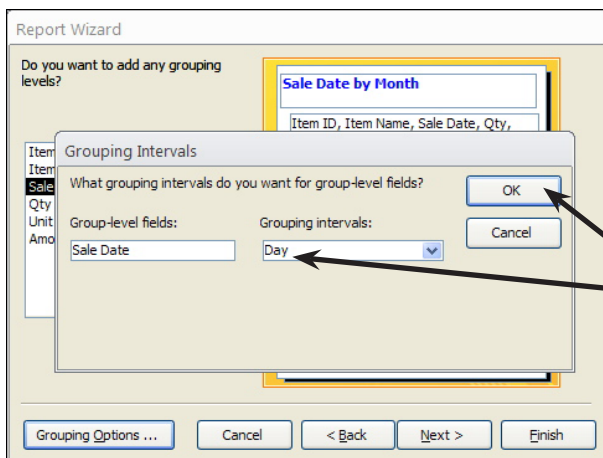 Report Wizard
Do you want to add any grouping
levels?
Sale Date by Month
Item ID, Item Name, Sale Date, Qty,
Item
Item
Sale
Qty
Unit
Amo
Grouping Intervals
What grouping intervals do you want for group-level fields?
OK
Cancel
Group-level fields:
Grouping intervals:
Sale Date
Day
Grouping Options ...
Cancel
< Back
Next >
Finish